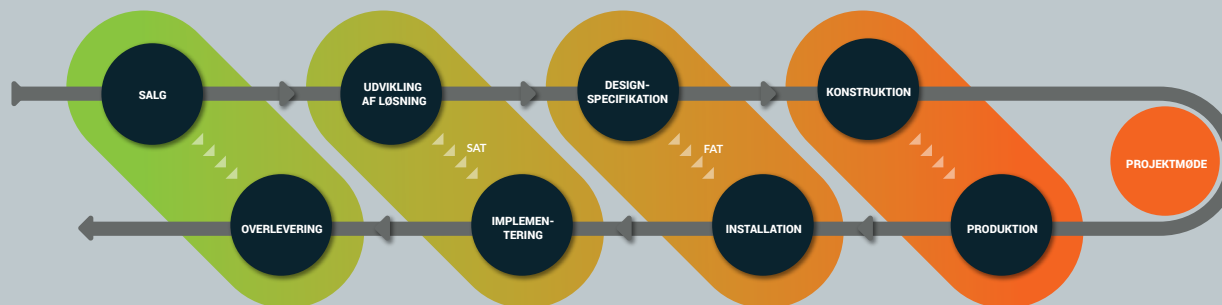 SALG
UDVIKLING
AF LØSNING
DESIGN-
SPECIFIKATION
KONSTRUKTION
SAT
FAT
PROJEKTMØDE
OVERLEVERING
IMPLEMEN-
TERING
INSTALLATION
PRODUKTION